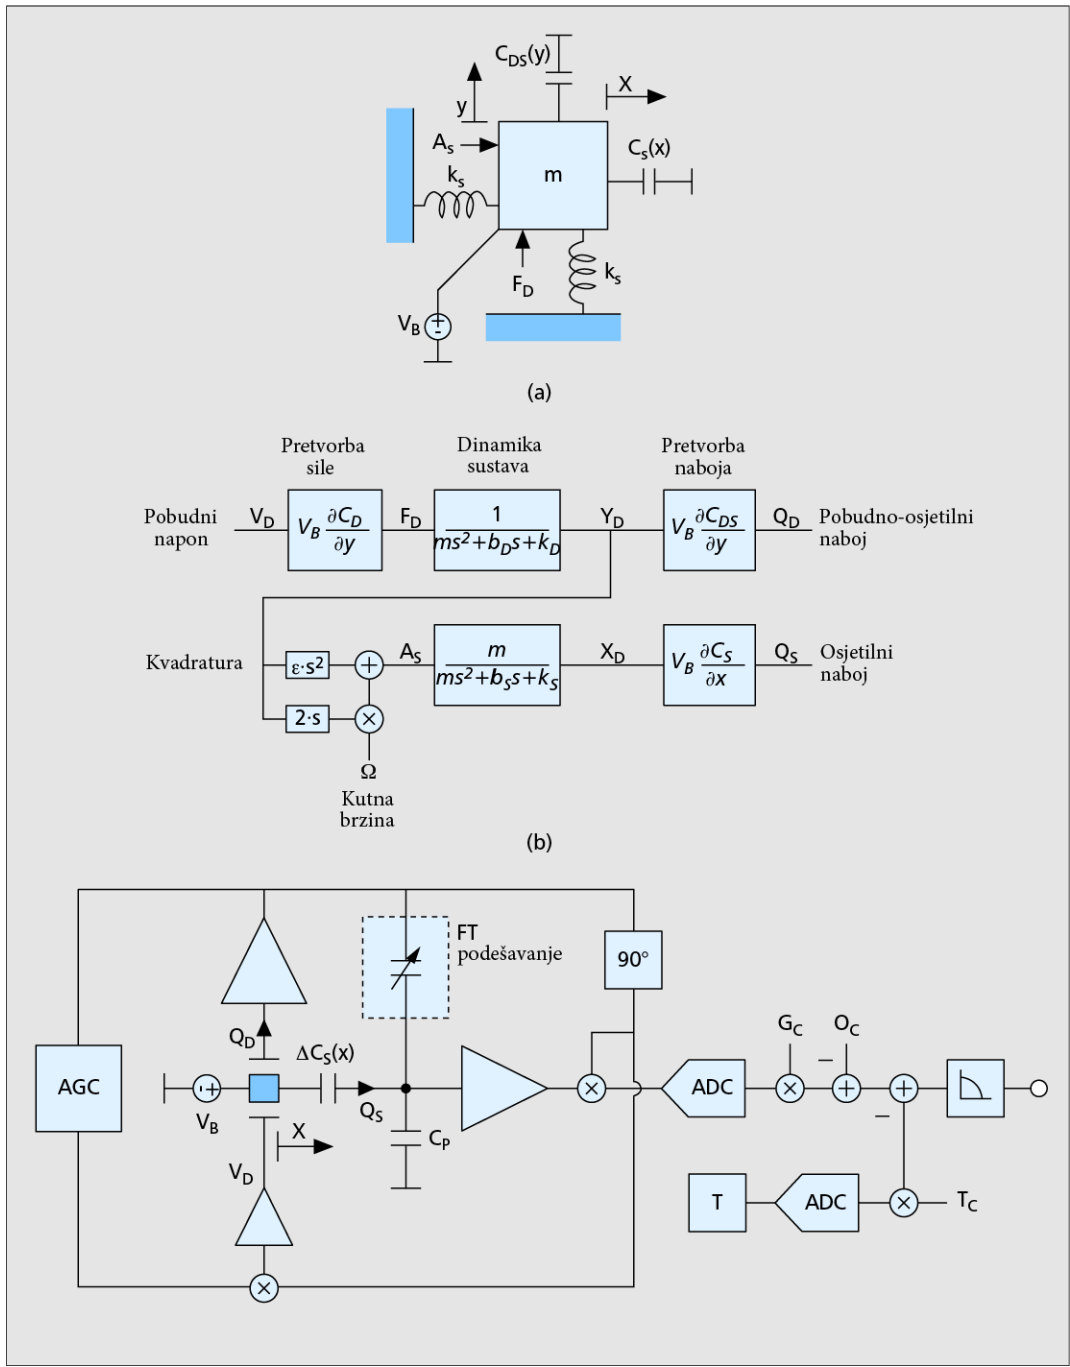 C_DS(y)
X
y
A_s
C_s(x)
k_s
m
F_D
k_s
V_B
+
-
(a)
Pretvorba
sile
Dinamika
sustava
Pretvorba
naboja
Pobudni
napon
V_D
V_B ∂C_D/∂y
F_D
1/(ms²+b_Ds+k_D)
Y_D
V_B ∂C_DS/∂y
Q_D
Pobudno-osjetilni
naboj
Kvadratura
ε·s²
+
A_S
m/(ms²+b_Ss+k_S)
X_D
V_B ∂C_S/∂x
Q_S
Osjetilni
naboj
2·s
×
Ω
Kutna
brzina
(b)
FT
podešavanje
90°
Q_D
ΔC_S(x)
G_C
O_C
AGC
- +
V_B
Q_S
×
ADC
×
−
+
+
−
X
C_P
V_D
T
ADC
×
T_C
×